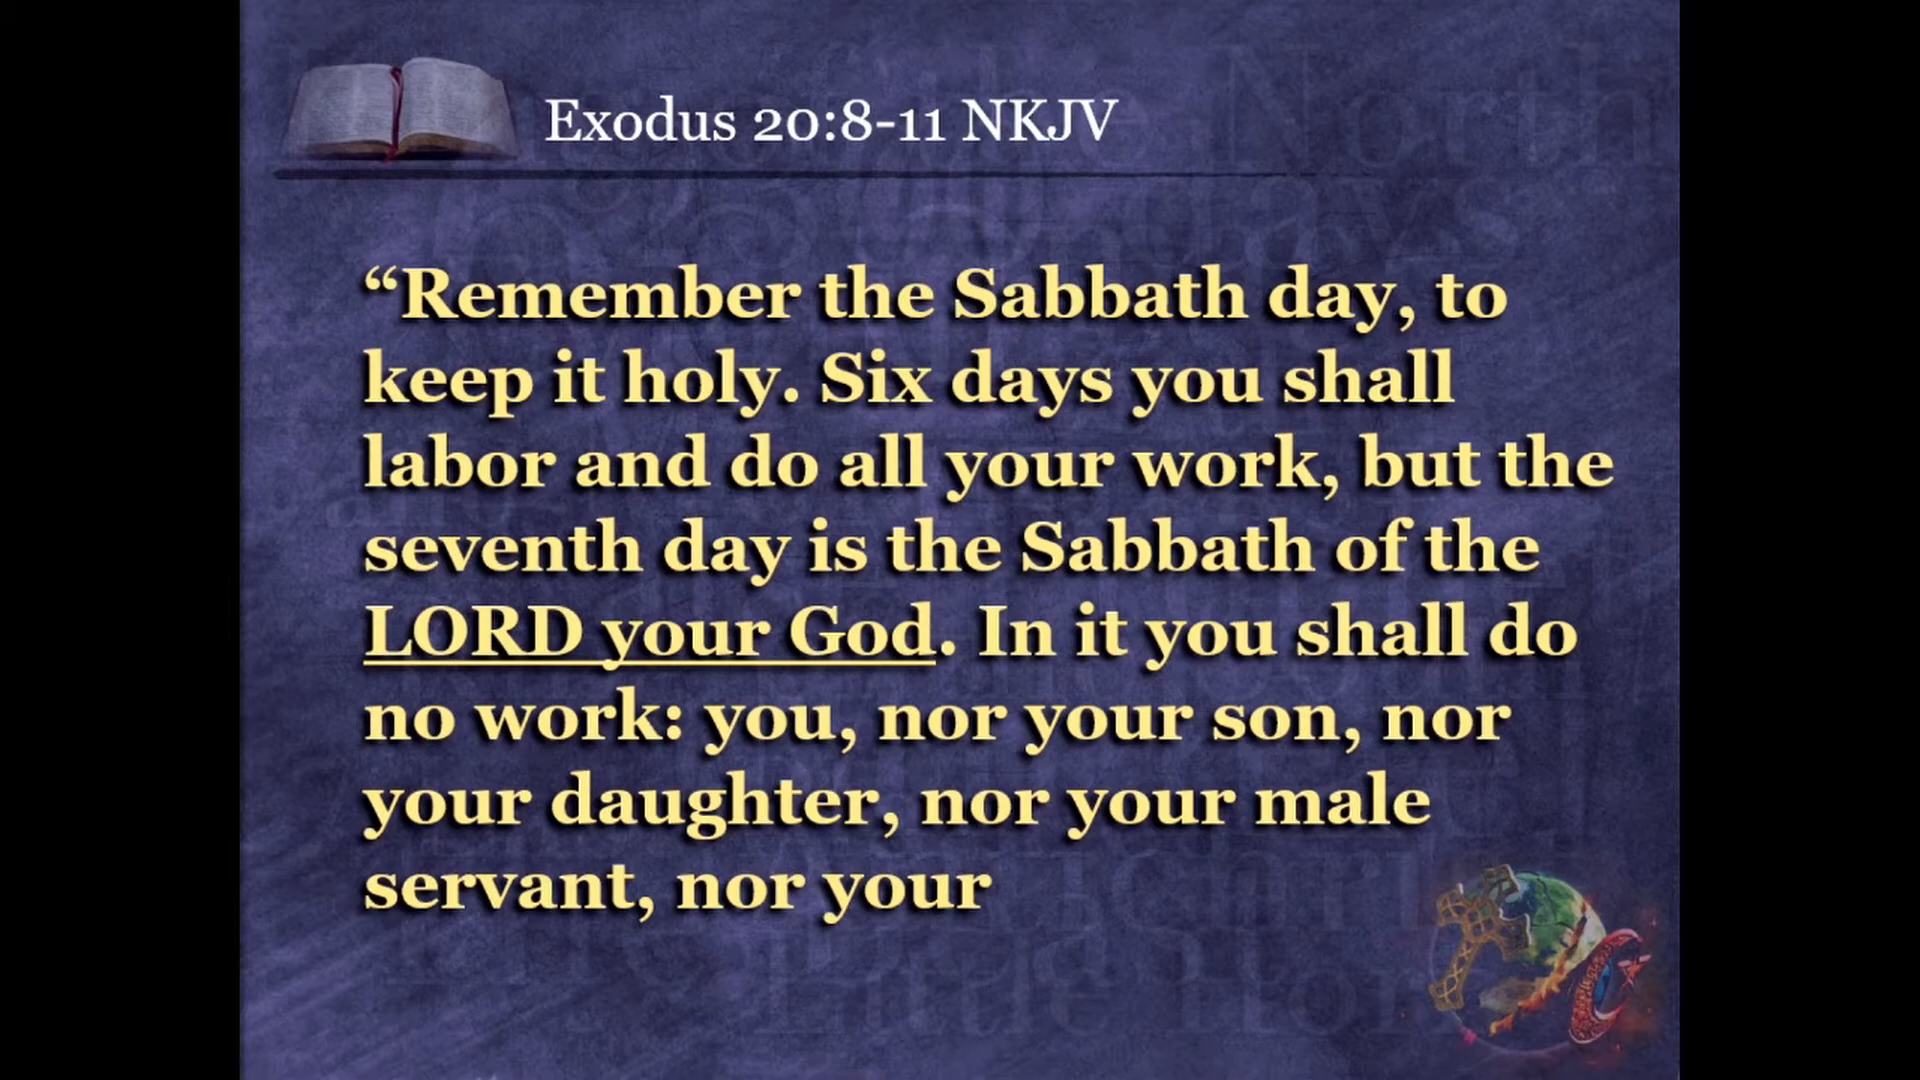 Exodus 20:8-11 NKJV
“Remember the Sabbath day, to
keep it holy. Six days you shall
labor and do all your work, but the
seventh day is the Sabbath of the
LORD your God. In it you shall do
no work: you, nor your son, nor
your daughter, nor your male
servant, nor your